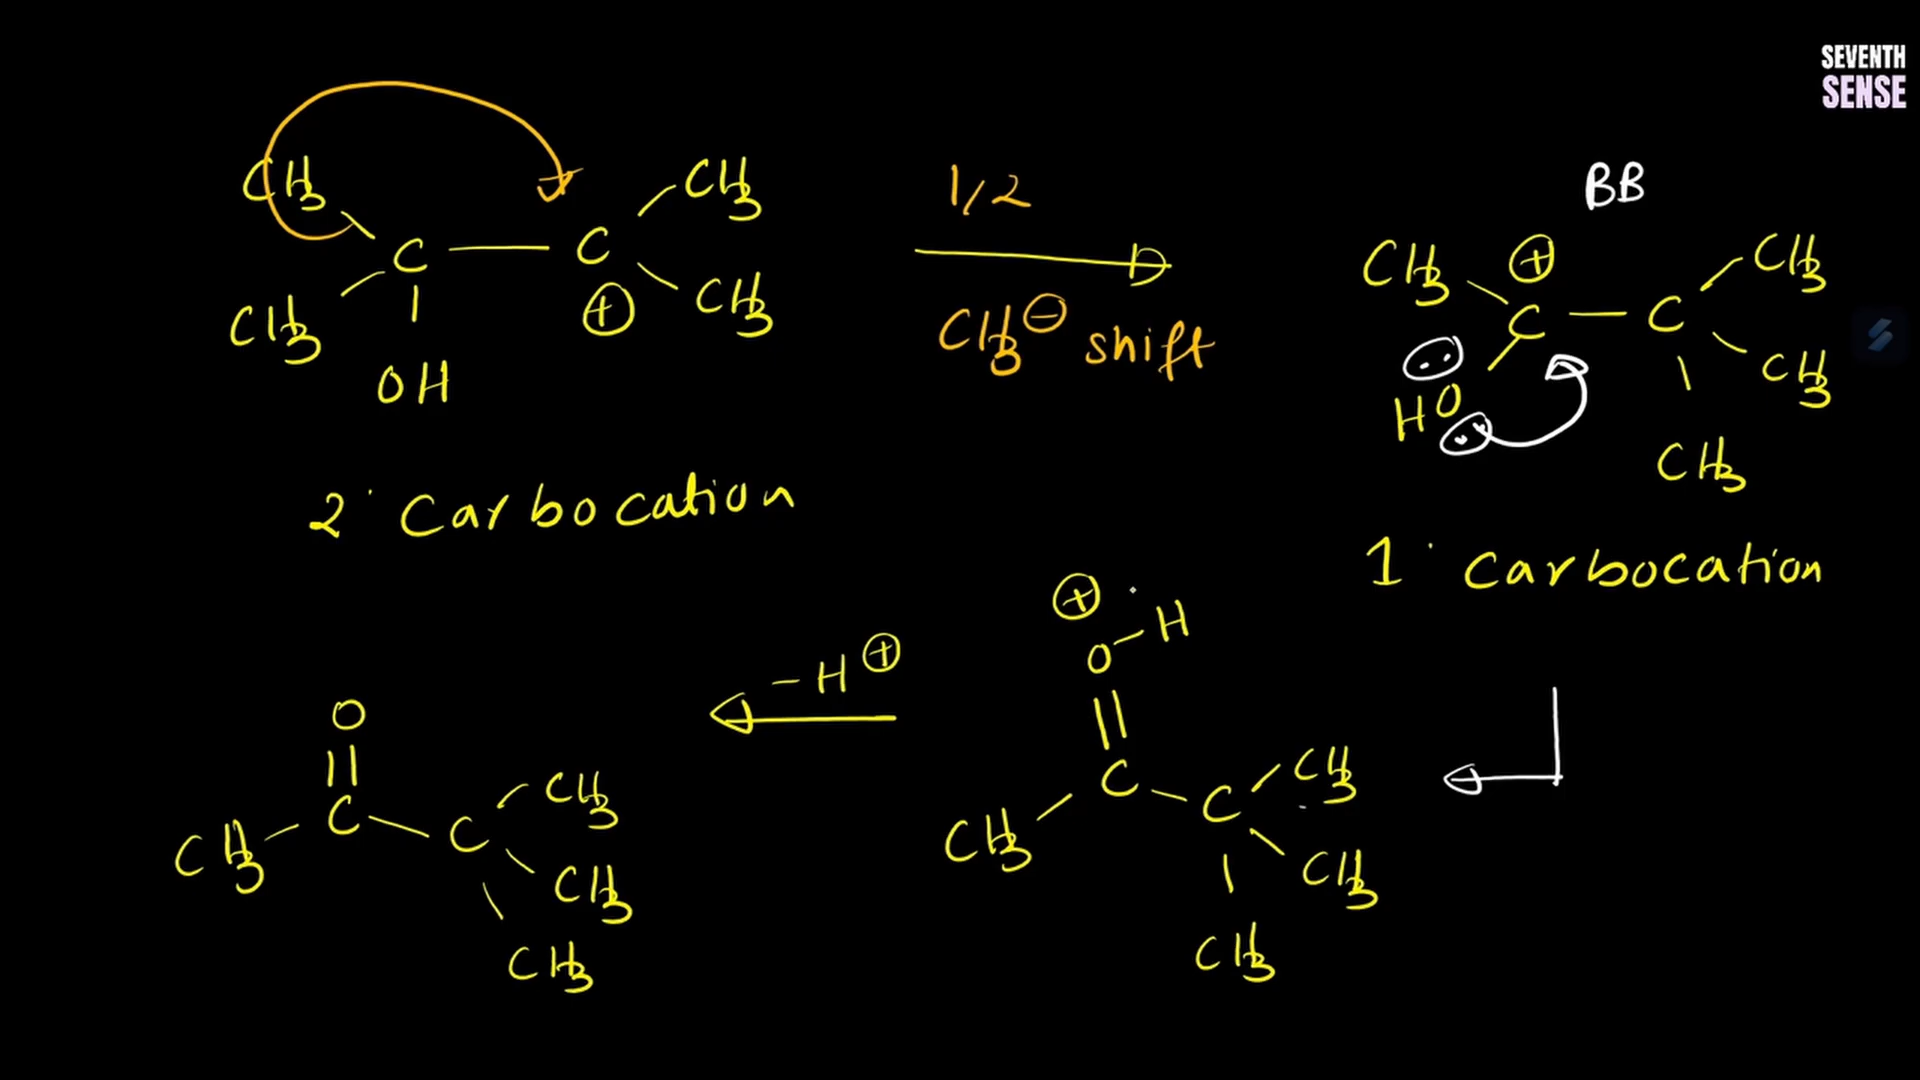 SEVENTH
SENSE
CH3
C — C
CH3
⊕
CH3
CH3
OH
2° Carbocation
1/2
CH3⊖ shift
BB
CH3
⊕
C — C
CH3
CH3
CH3
HO
1° Carbocation
⊕
O-H
C
C
CH3
CH3
CH3
CH3
-H⊕
O
C
C
CH3
CH3
CH3
CH3